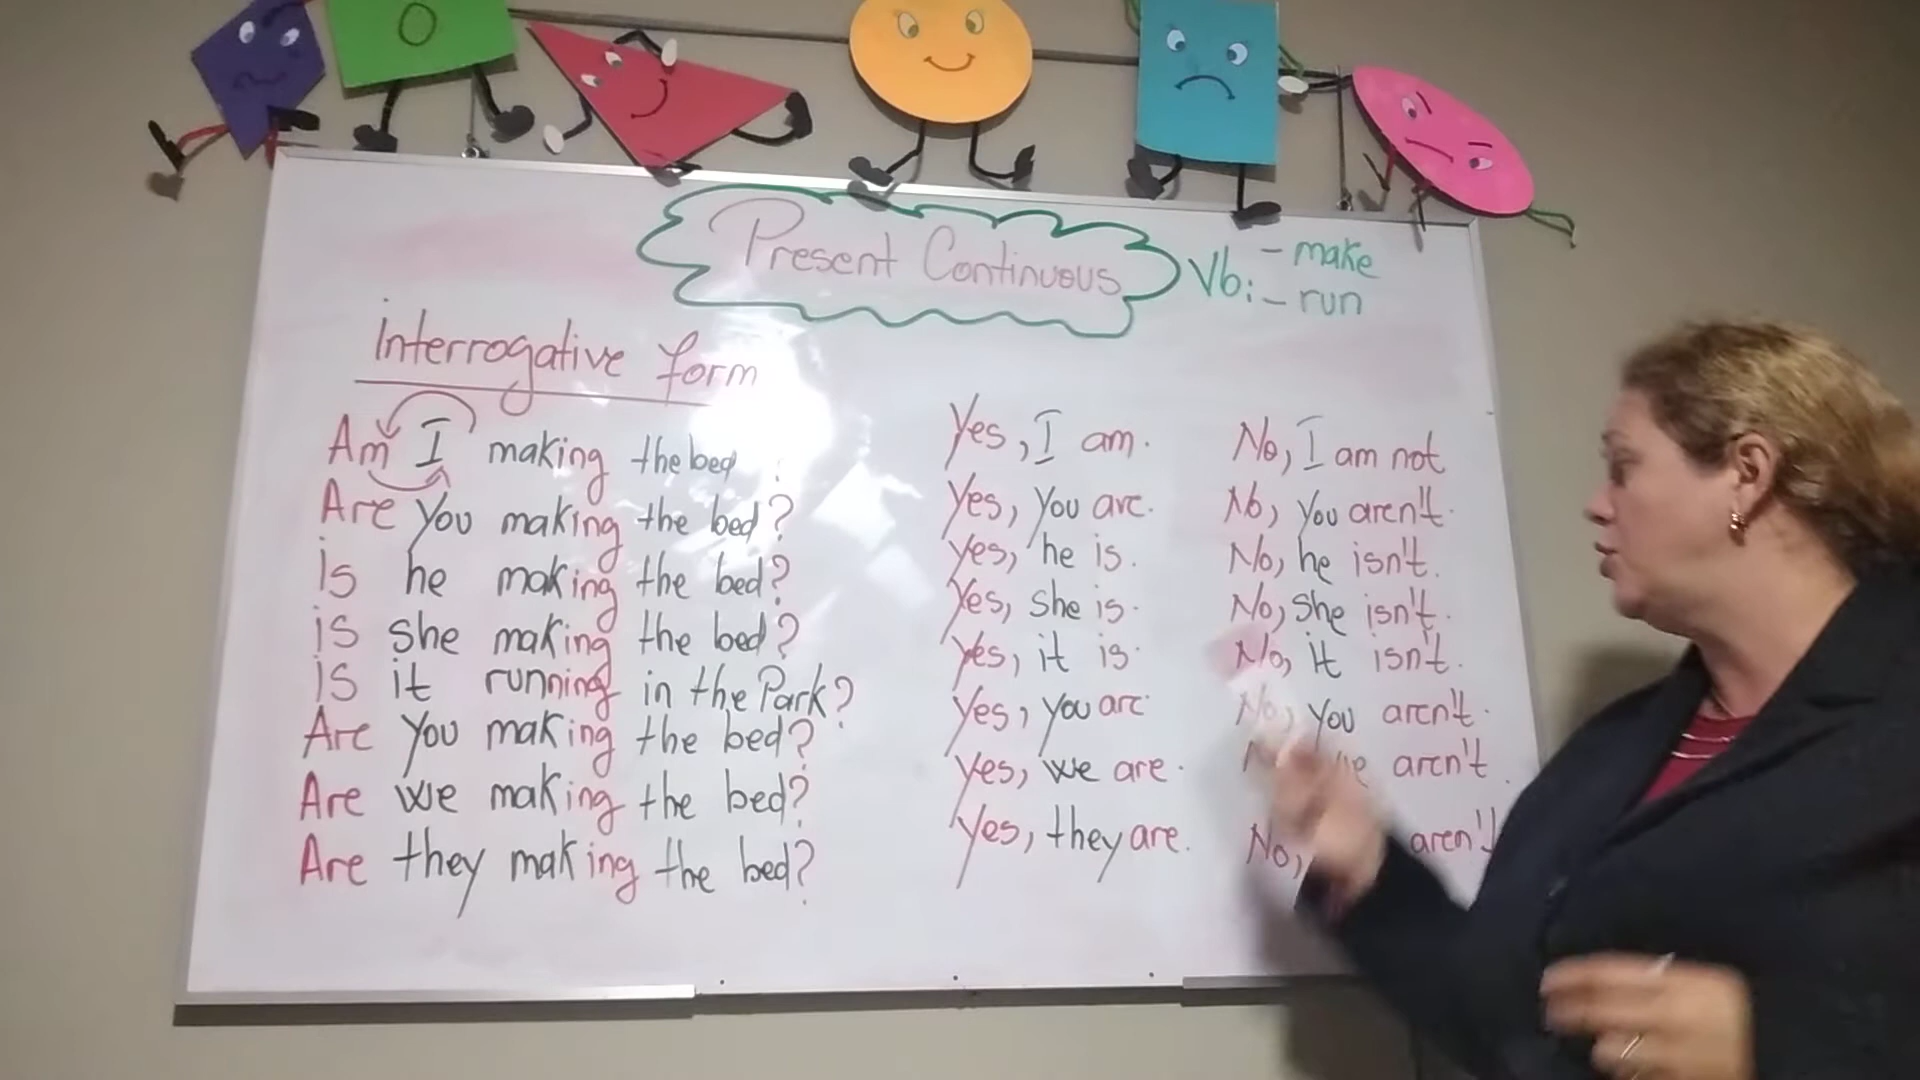 Present Continuous
Vb: - make
- run
Interrogative form
Am I making the bed Yes, I am. No, I am not
Are you making the bed? Yes, you are. No, you aren't.
is he making the bed? Yes, he is. No, he isn't.
is she making the bed? Yes, she is. No, she isn't.
is it running in the Park? Yes, it is. No, it isn't.
Are you making the bed? Yes, you are No, you aren't.
Are we making the bed? Yes, we are. aren't.
Are they making the bed? Yes, they are. No, aren't